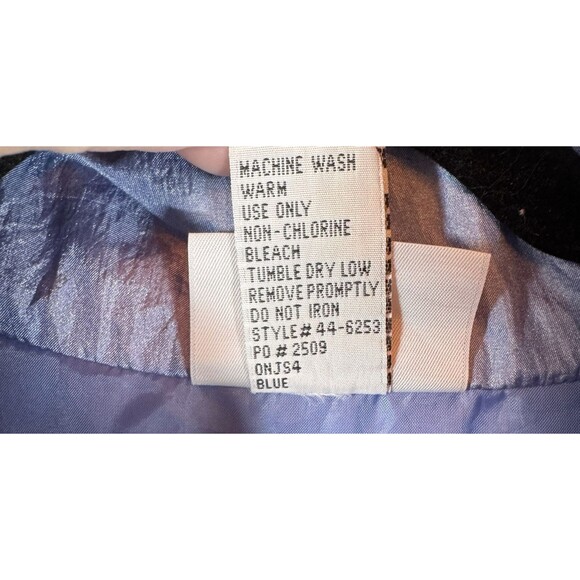 MACHINE WASH
WARM
USE ONLY
NON-CHLORINE
BLEACH
TUMBLE DRY LOW
REMOVE PROMPTLY
DO NOT IRON
STYLE# 44-6253
PO # 2509
ONJS4
BLUE